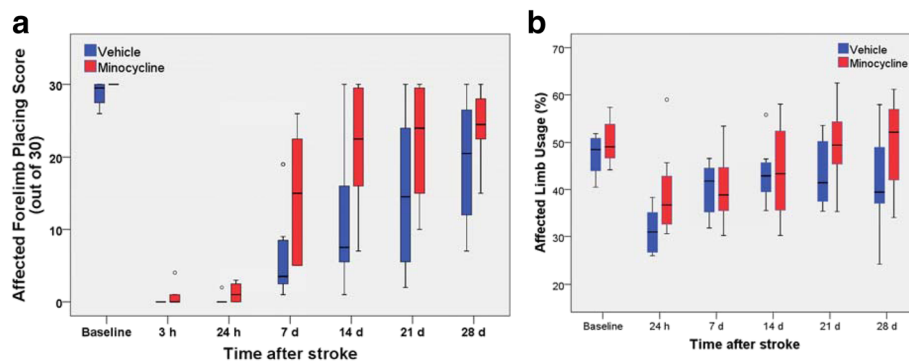 a
Vehicle
Minocycline
Affected Forelimb Placing Score
(out of 30)
30
20
10
0
Baseline 3 h 24 h 7 d 14 d 21 d 28 d
Time after stroke
b
Vehicle
Minocycline
Affected Limb Usage (%)
70
60
50
40
30
20
Baseline 24 h 7 d 14 d 21 d 28 d
Time after stroke